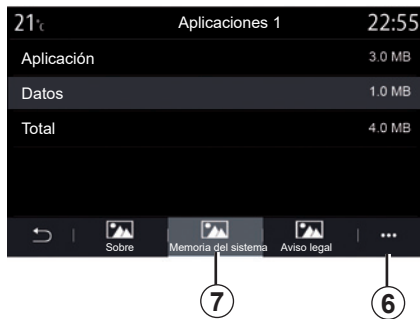 21°c Aplicaciones 1 22:55
Aplicación 3.0 MB
Datos 1.0 MB
Total 4.0 MB
Sobre Memoria del sistema Aviso legal ...
7 6